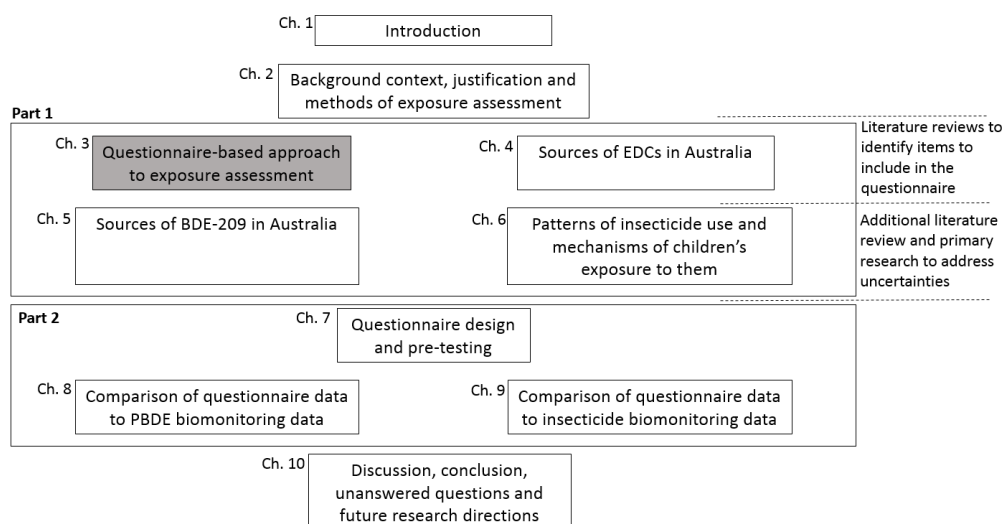 Ch. 1
Introduction
Ch. 2
Background context, justification and
methods of exposure assessment
Part 1
Ch. 3
Questionnaire-based approach
to exposure assessment
Ch. 4
Sources of EDCs in Australia
Literature reviews to
identify items to
include in the
questionnaire
Ch. 5
Sources of BDE-209 in Australia
Ch. 6
Patterns of insecticide use and
mechanisms of children’s
exposure to them
Additional literature
review and primary
research to address
uncertainties
Part 2
Ch. 7
Questionnaire design
and pre-testing
Ch. 8
Comparison of questionnaire data
to PBDE biomonitoring data
Ch. 9
Comparison of questionnaire data
to insecticide biomonitoring data
Ch. 10
Discussion, conclusion,
unanswered questions and
future research directions